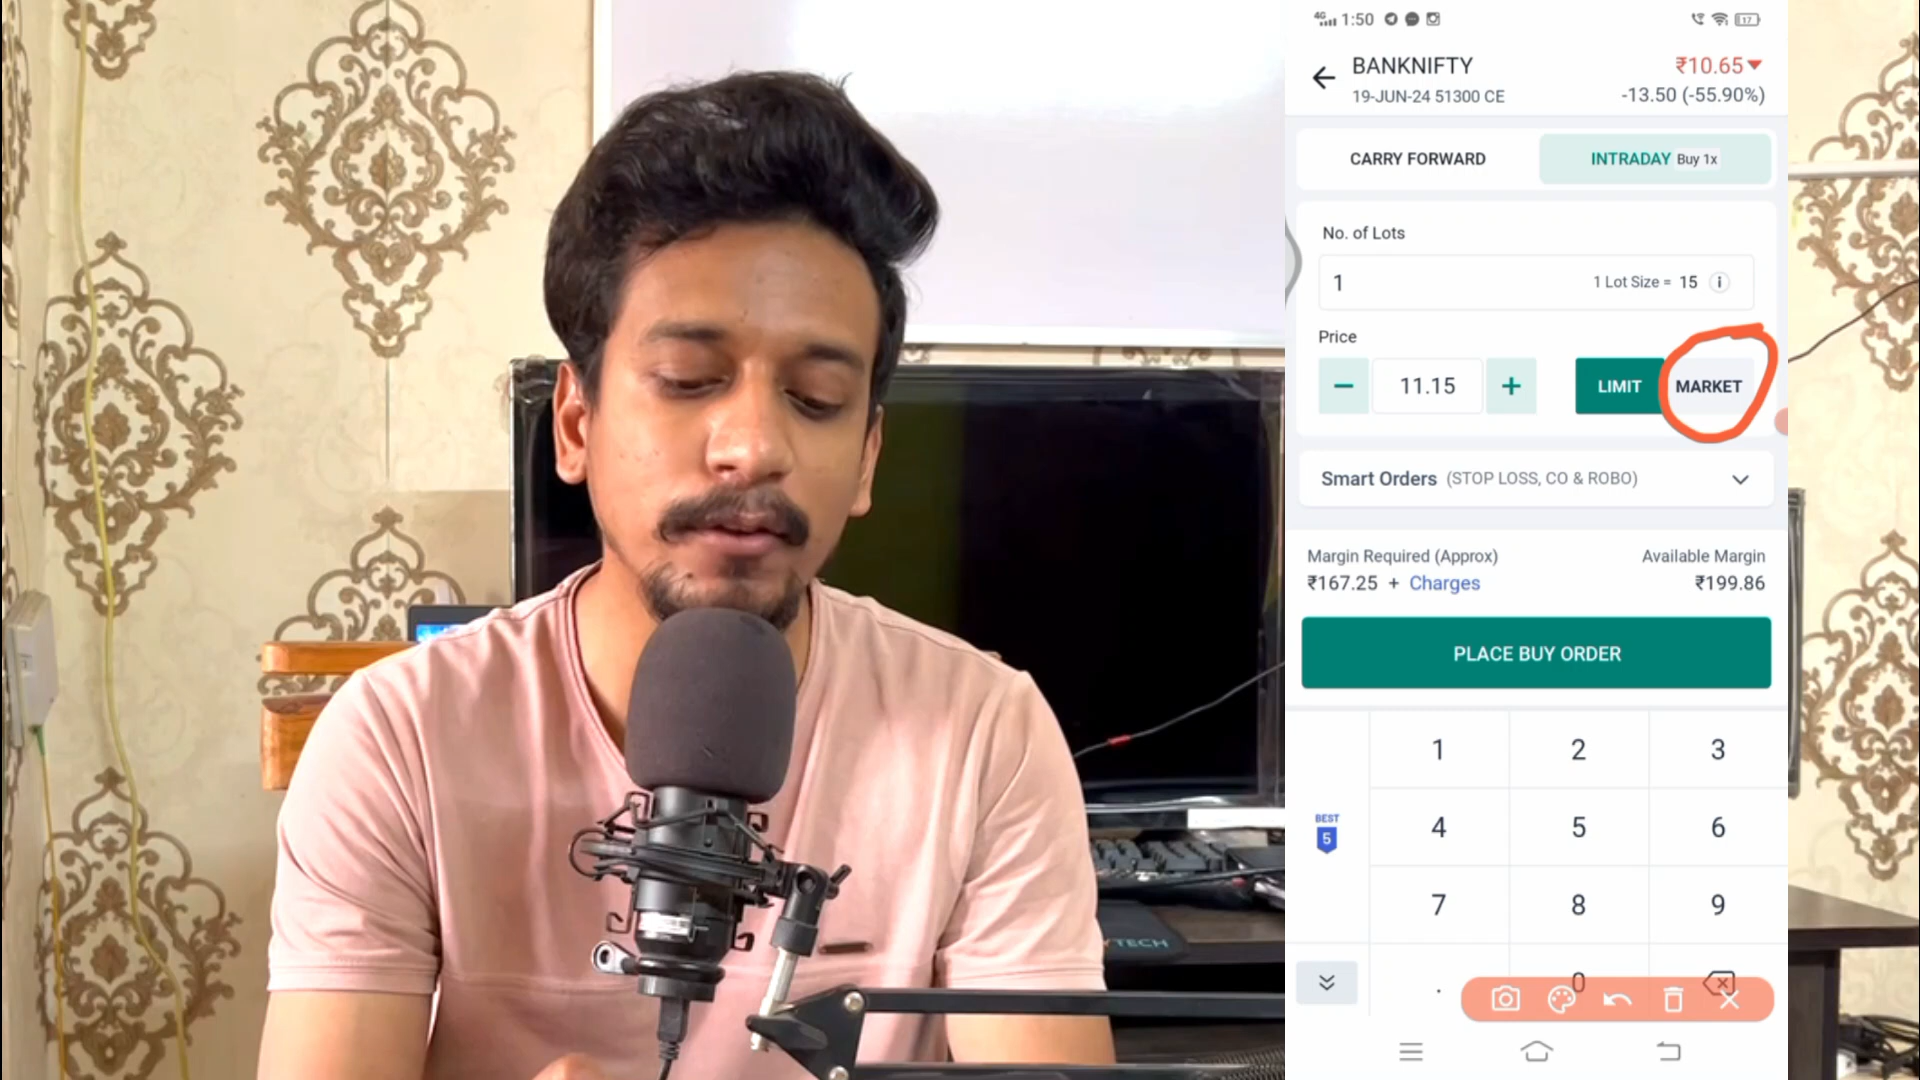 4G 1:50 17
BANKNIFTY ₹10.65
19-JUN-24 51300 CE -13.50 (-55.90%)
CARRY FORWARD INTRADAY Buy 1x
No. of Lots
1 1 Lot Size = 15
Price
− 11.15 + LIMIT MARKET
Smart Orders (STOP LOSS, CO & ROBO)
Margin Required (Approx) Available Margin
₹167.25 + Charges ₹199.86
PLACE BUY ORDER
1 2 3
BEST
5
4 5 6
7 8 9
. 0
YTECH